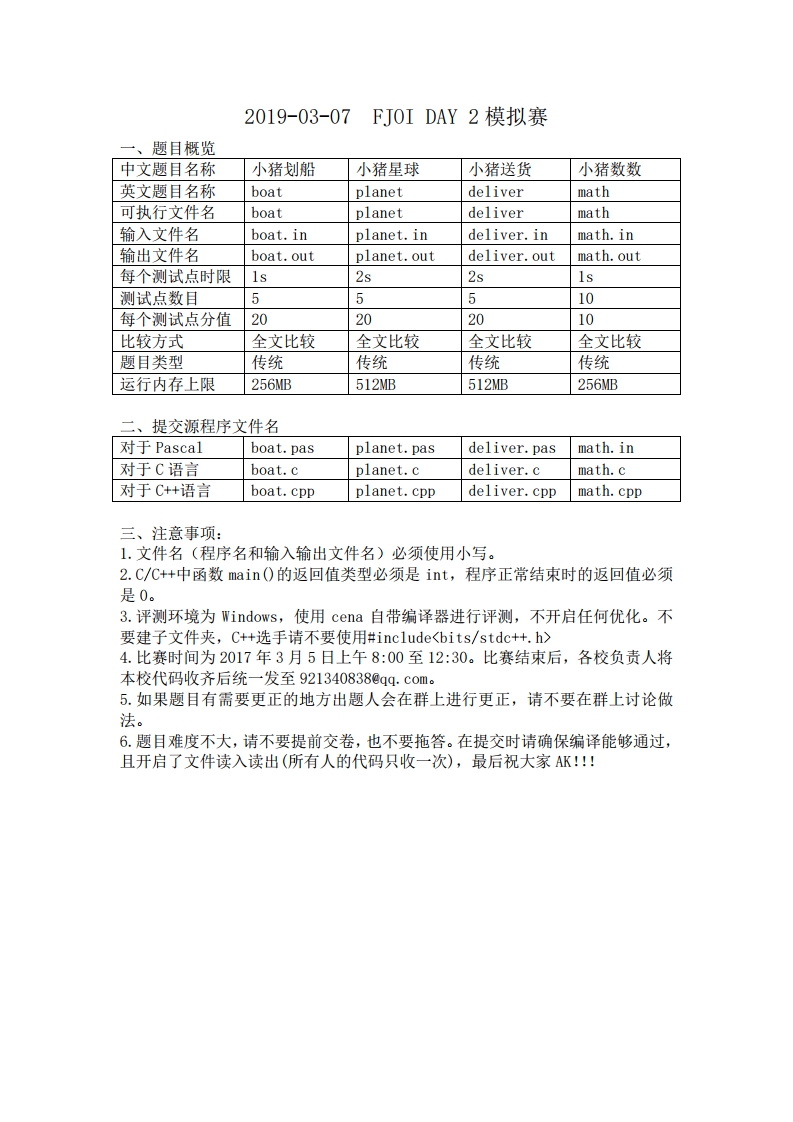 2019-03-07  FJOI DAY 2模拟赛
一、题目概览
中文题目名称 小猪划船 小猪星球 小猪送货 小猪数数
英文题目名称 boat planet deliver math
可执行文件名 boat planet deliver math
输入文件名 boat.in planet.in deliver.in math.in
输出文件名 boat.out planet.out deliver.out math.out
每个测试点时限 1s 2s 2s 1s
测试点数目 5 5 5 10
每个测试点分值 20 20 20 10
比较方式 全文比较 全文比较 全文比较 全文比较
题目类型 传统 传统 传统 传统
运行内存上限 256MB 512MB 512MB 256MB
二、提交源程序文件名
对于 Pascal boat.pas planet.pas deliver.pas math.in
对于 C 语言 boat.c planet.c deliver.c math.c
对于 C++语言 boat.cpp planet.cpp deliver.cpp math.cpp
三、注意事项：
1.文件名（程序名和输入输出文件名）必须使用小写。
2.C/C++中函数 main()的返回值类型必须是 int，程序正常结束时的返回值必须
是 0。
3.评测环境为 Windows，使用 cena 自带编译器进行评测，不开启任何优化。不
要建子文件夹，C++选手请不要使用#include<bits/stdc++.h>
4.比赛时间为 2017 年 3 月 5 日上午 8:00 至 12:30。比赛结束后，各校负责人将
本校代码收齐后统一发至 921340838@qq.com。
5.如果题目有需要更正的地方出题人会在群上进行更正，请不要在群上讨论做
法。
6.题目难度不大，请不要提前交卷，也不要拖答。在提交时请确保编译能够通过，
且开启了文件读入读出(所有人的代码只收一次)，最后祝大家 AK！！！